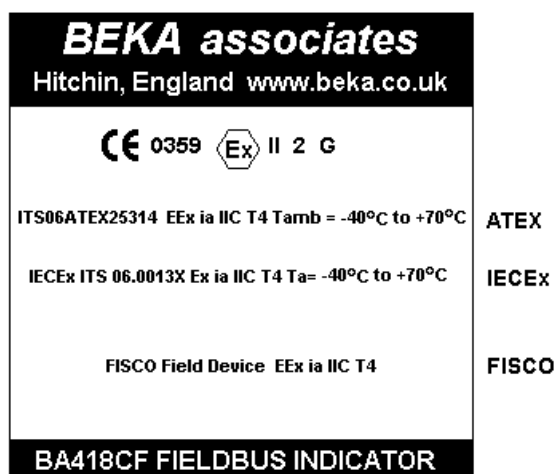 BEKA associates
Hitchin, England www.beka.co.uk
CE 0359 Ex II 2 G
ITS06ATEX25314 EEx ia IIC T4 Tamb = -40°C to +70°C ATEX
IECEx ITS 06.0013X Ex ia IIC T4 Ta= -40°C to +70°C IECEx
FISCO Field Device EEx ia IIC T4 FISCO
BA418CF FIELDBUS INDICATOR